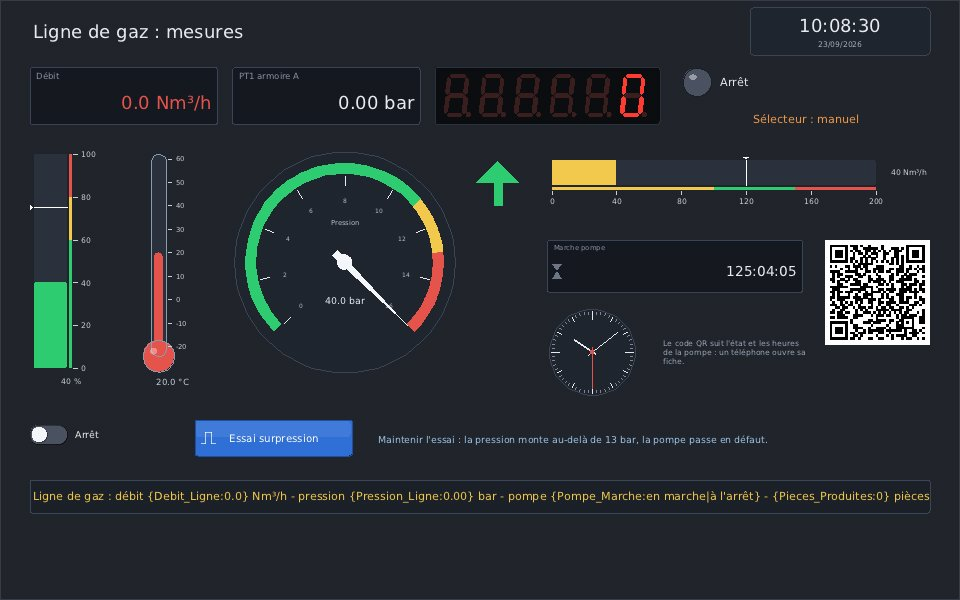 Ligne de gaz : mesures
10:08:30
23/09/2026
Débit
0.0 Nm³/h
PT1 armoire A
0.00 bar
0
Arrêt
Sélecteur : manuel
100
80
60
40
20
0
40 %
60
50
40
30
20
10
0
-10
-20
20.0 °C
0
2
4
6
8
10
12
14
Pression
40.0 bar
0
40
80
120
160
200
40 Nm³/h
Marche pompe
125:04:05
Le code QR suit l'état et les heures
de la pompe : un téléphone ouvre sa
fiche.
Arrêt
Essai surpression
Maintenir l'essai : la pression monte au-delà de 13 bar, la pompe passe en défaut.
Ligne de gaz : débit {Debit_Ligne:0.0} Nm³/h - pression {Pression_Ligne:0.00} bar - pompe {Pompe_Marche:en marche|à l'arrêt} - {Pieces_Produites:0} pièces